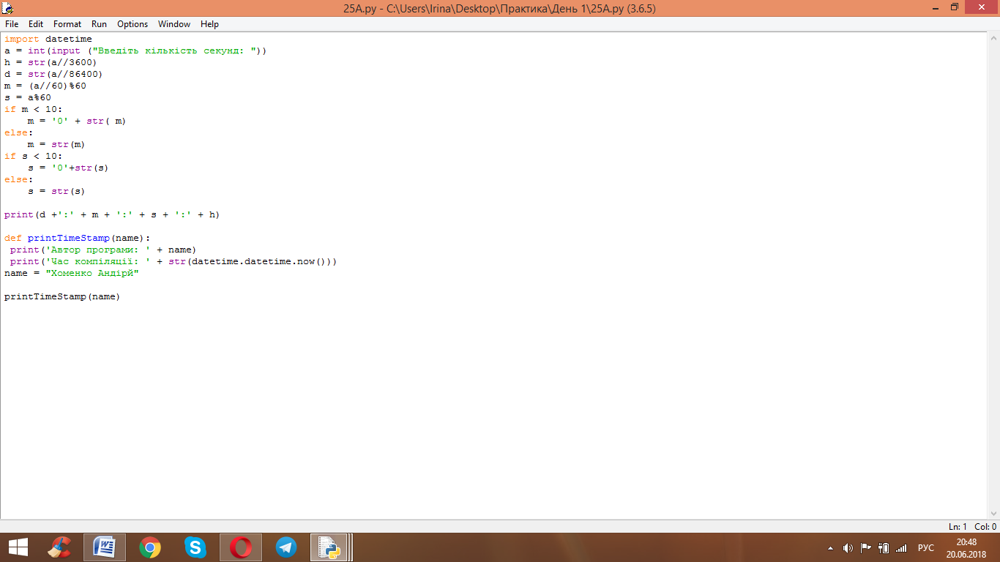 25A.py - C:\Users\Irina\Desktop\Практика\День 1\25A.py (3.6.5)
File Edit Format Run Options Window Help
import datetime
a = int(input ("Введіть кількість секунд: "))
h = str(a//3600)
d = str(a//86400)
m = (a//60)%60
s = a%60
if m < 10:
    m = '0' + str( m)
else:
    m = str(m)
if s < 10:
    s = '0'+str(s)
else:
    s = str(s)

print(d +':' + m + ':' + s + ':' + h)

def printTimeStamp(name):
 print('Автор програми: ' + name)
 print('Час компіляції: ' + str(datetime.datetime.now()))
name = "Хоменко Андірй"

printTimeStamp(name)
Ln: 1 Col: 0
РУС
20:48
20.06.2018